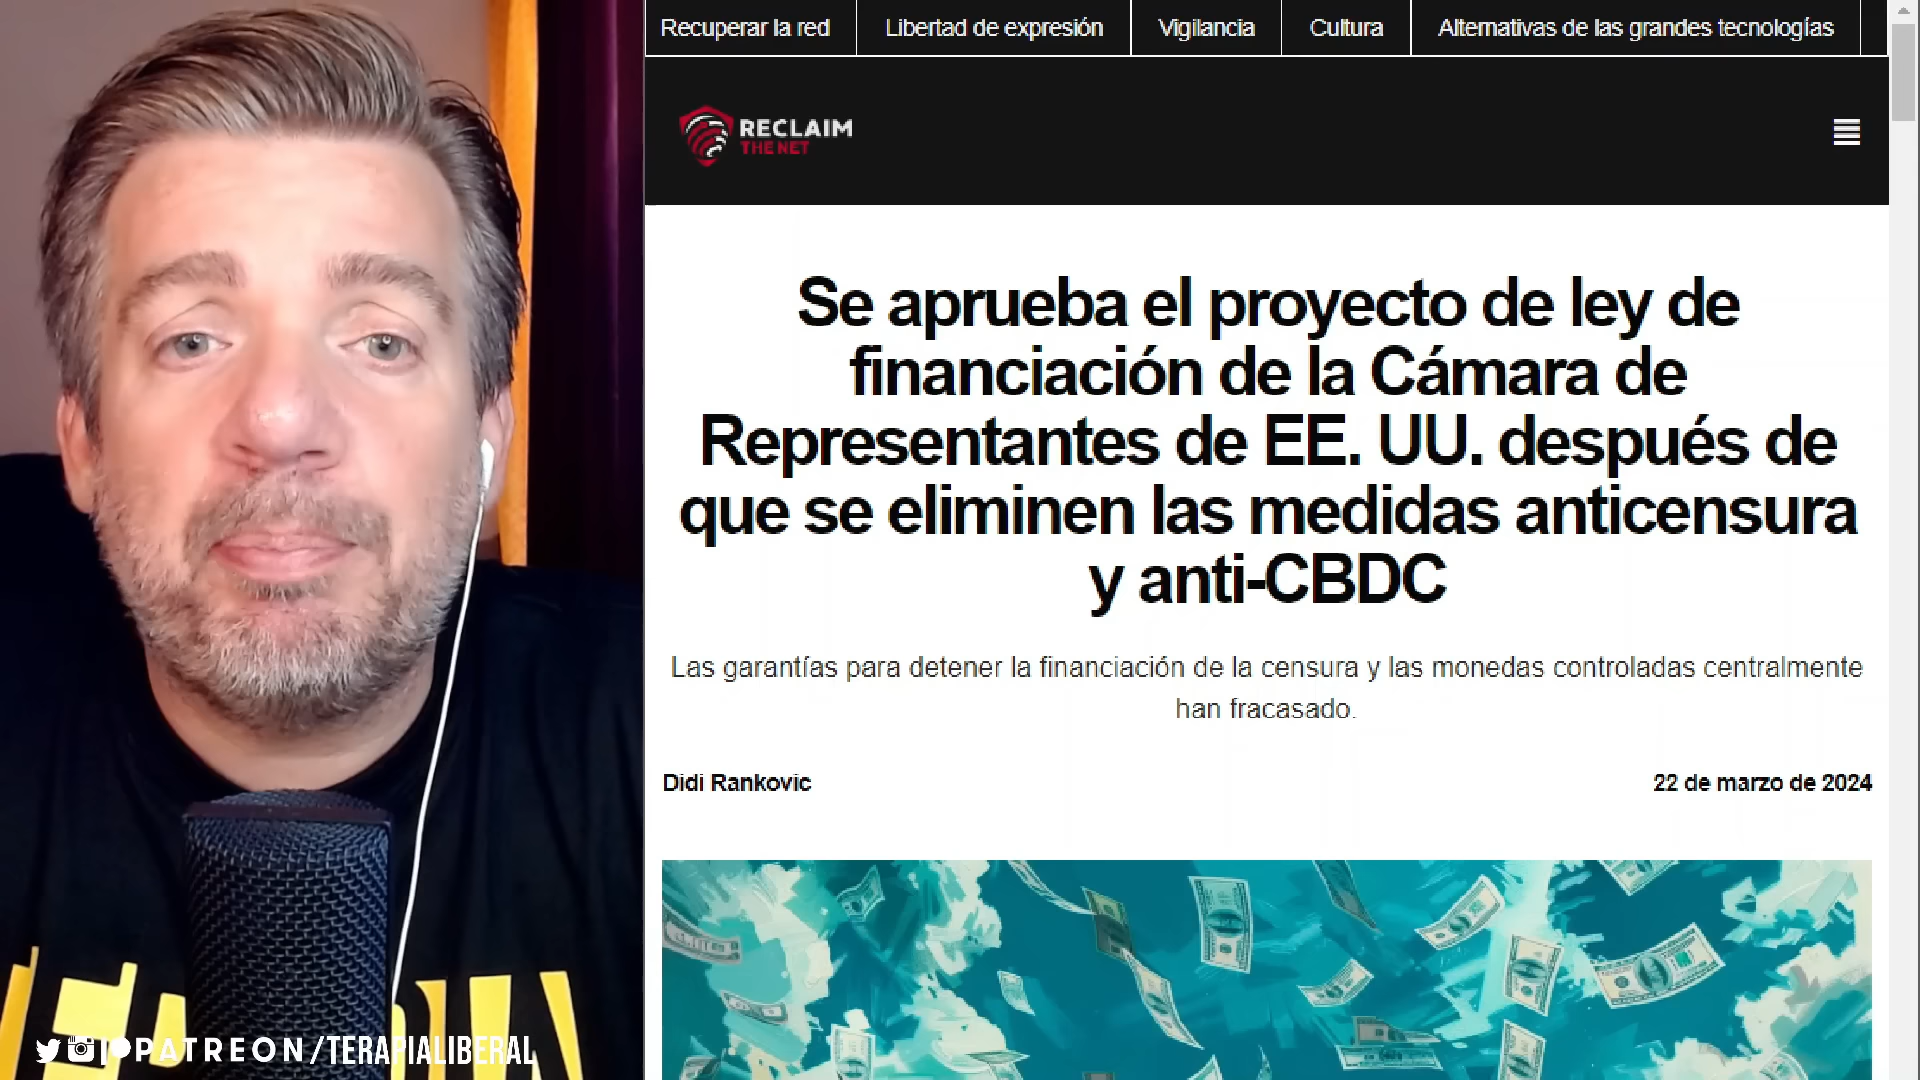 Recuperar la red
Libertad de expresión
Vigilancia
Cultura
Alternativas de las grandes tecnologías
RECLAIM
THE NET
Se aprueba el proyecto de ley de
financiación de la Cámara de
Representantes de EE. UU. después de
que se eliminen las medidas anticensura
y anti-CBDC
Las garantías para detener la financiación de la censura y las monedas controladas centralmente
han fracasado.
Didi Rankovic
22 de marzo de 2024
PATREON/TERAPIALIBERAL